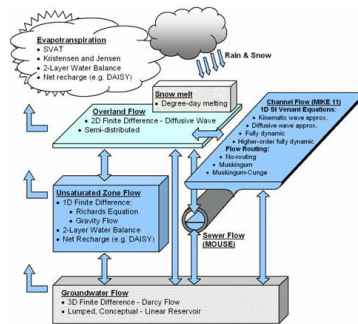 Evapotranspiration
• SVAT
• Kristensen and Jensen
• 2-Layer Water Balance
• Net recharge (e.g. DAISY)
Rain & Snow
Snow melt
• Degree-day melting
Overland Flow
• 2D Finite Difference - Diffusive Wave
• Semi-distributed
Channel Flow (MIKE 11)
1D St Venant Equations:
• Kinematic wave approx.
• Diffusive wave approx.
• Fully dynamic
• Higher-order fully dynamic
Flow Routing:
• No-routing
• Muskingum
• Muskingum-Cunge
Unsaturated Zone Flow
• 1D Finite Difference:
• Richards Equation
• Gravity Flow
• 2-Layer Water Balance
• Net Recharge (e.g. DAISY)
Sewer Flow
(MOUSE)
Groundwater Flow
• 3D Finite Difference - Darcy Flow
• Lumped, Conceptual - Linear Reservoir